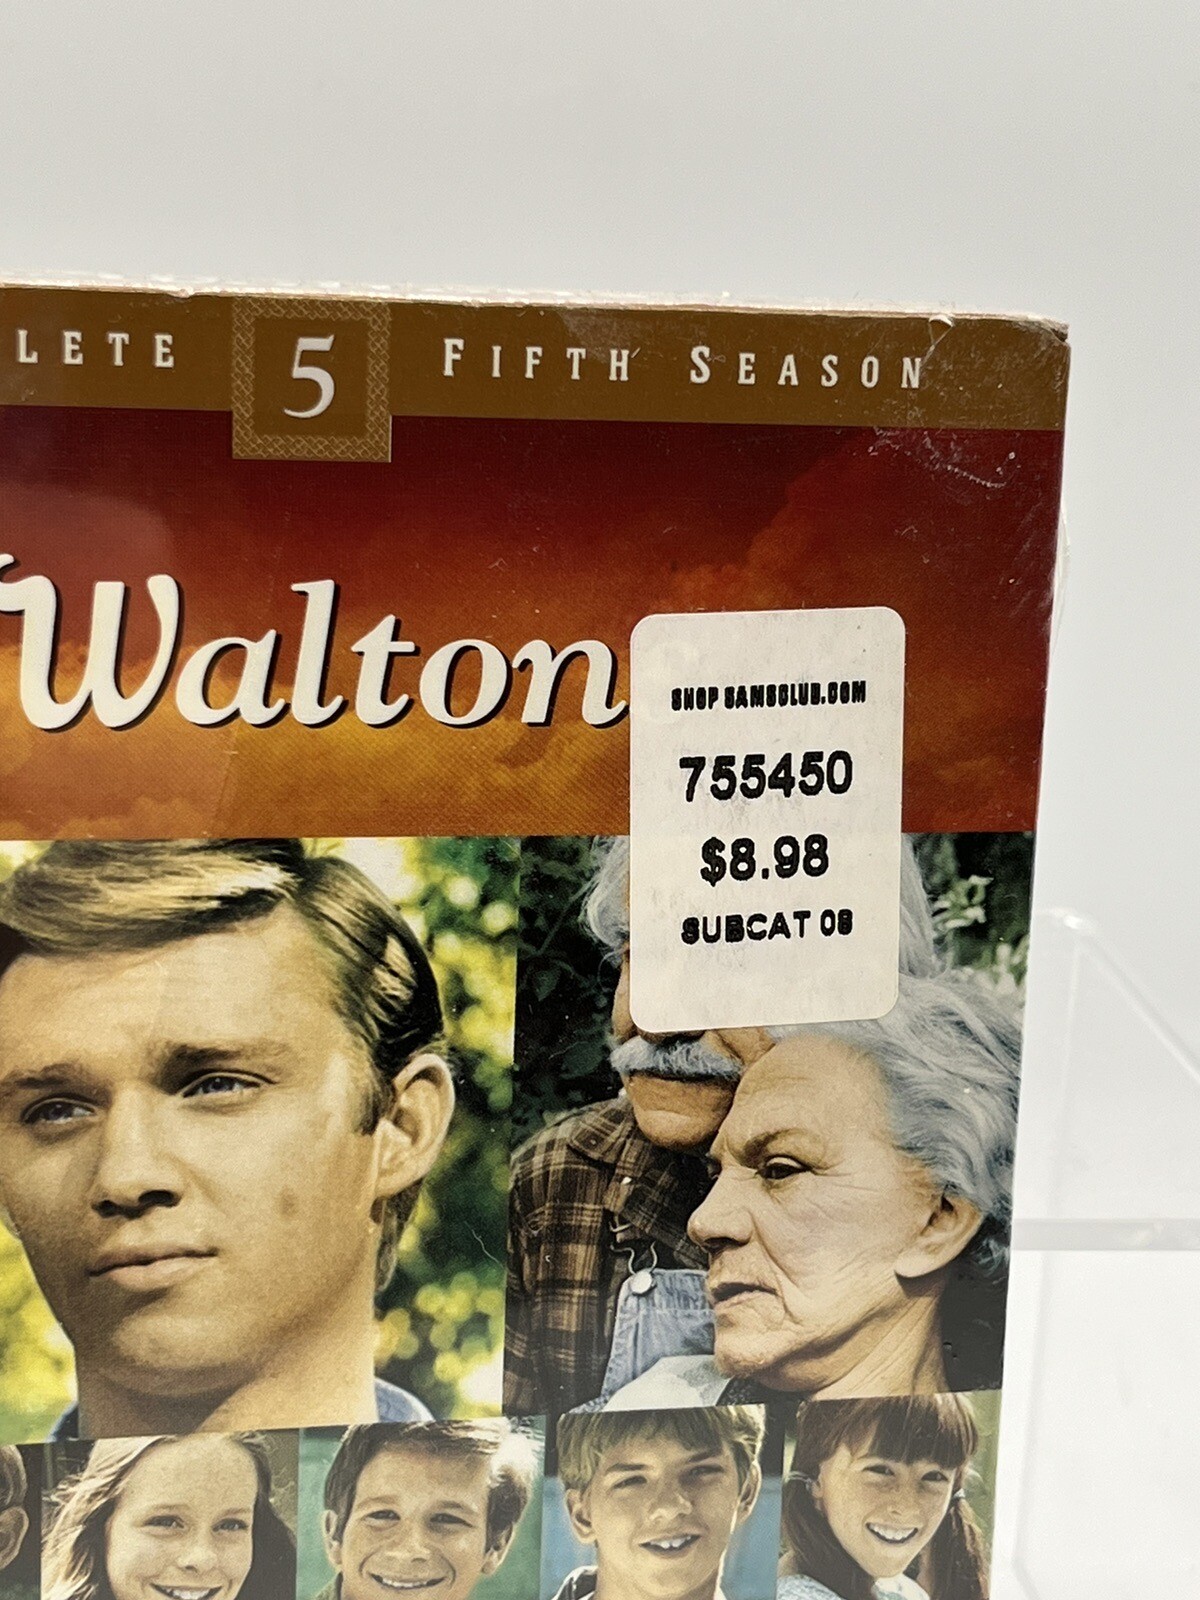 LETE 5 FIFTH SEASON
Walton
SHOP SAMSCLUB.COM
755450
$8.98
SUBCAT 08